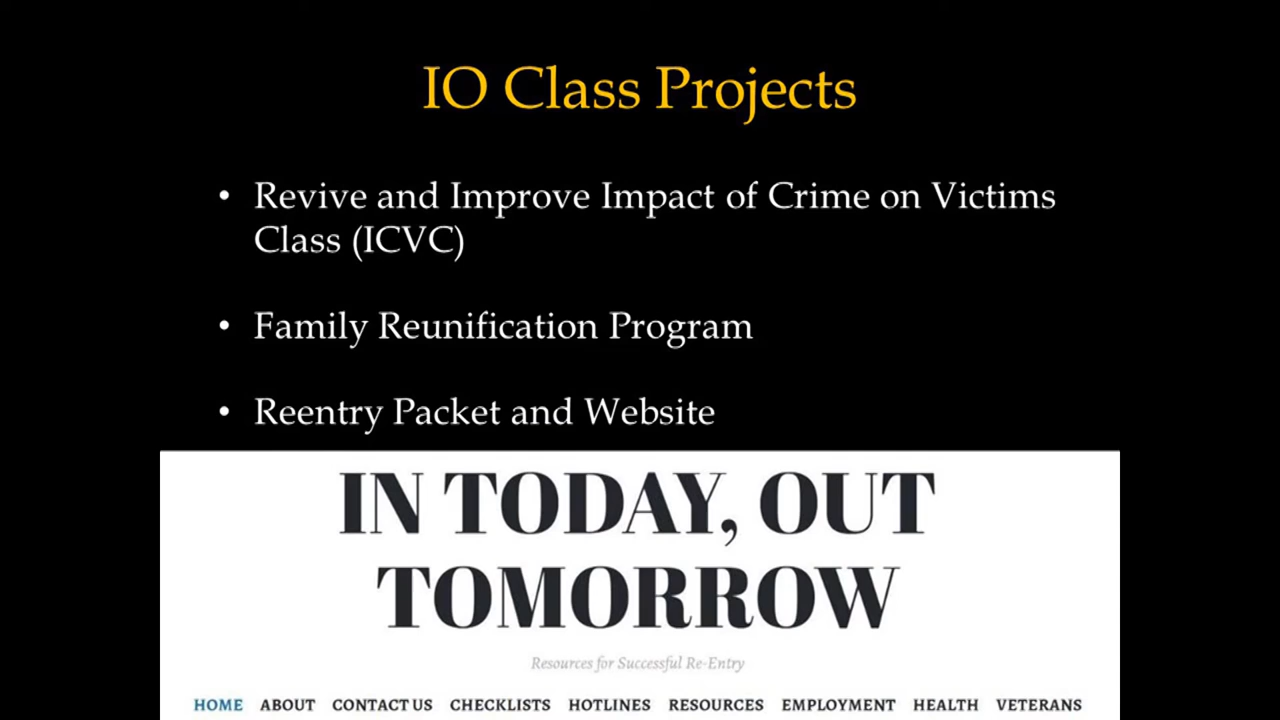 IO Class Projects
• Revive and Improve Impact of Crime on Victims
Class (ICVC)
• Family Reunification Program
• Reentry Packet and Website
IN TODAY, OUT
TOMORROW
Resources for Successful Re-Entry
HOME ABOUT CONTACT US CHECKLISTS HOTLINES RESOURCES EMPLOYMENT HEALTH VETERANS